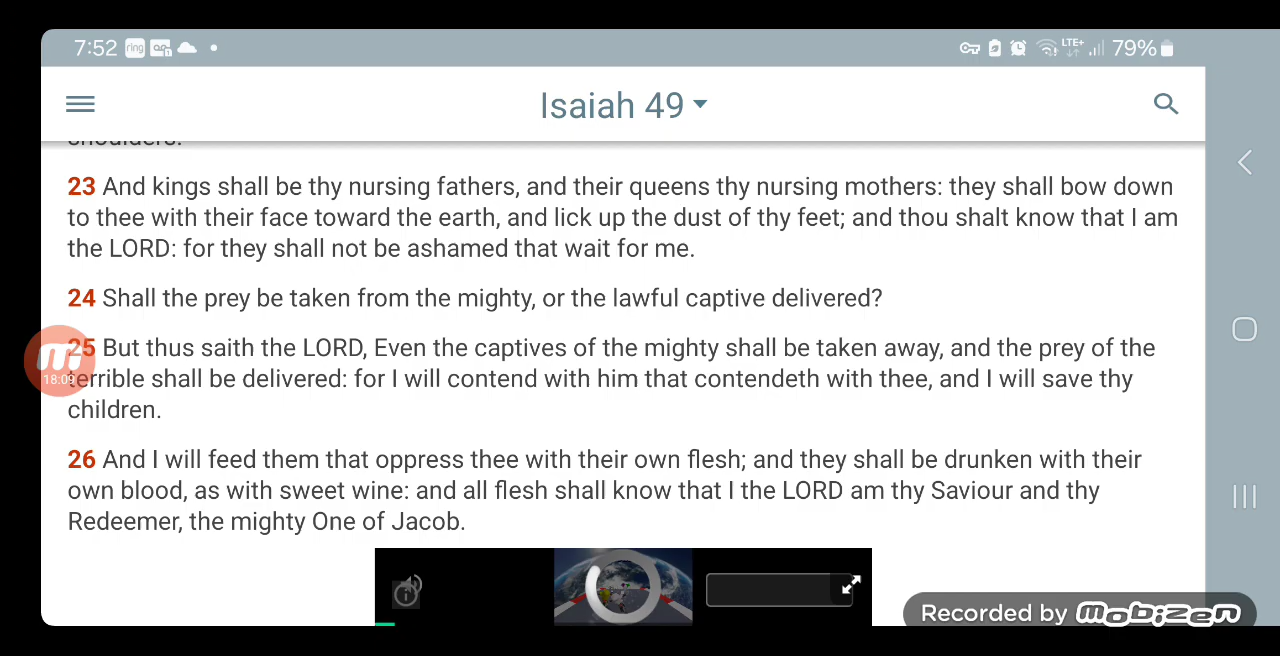 7:52 ring LTE+ 79%
Isaiah 49
shoulders.
23 And kings shall be thy nursing fathers, and their queens thy nursing mothers: they shall bow down
to thee with their face toward the earth, and lick up the dust of thy feet; and thou shalt know that I am
the LORD: for they shall not be ashamed that wait for me.
24 Shall the prey be taken from the mighty, or the lawful captive delivered?
25 But thus saith the LORD, Even the captives of the mighty shall be taken away, and the prey of the
terrible shall be delivered: for I will contend with him that contendeth with thee, and I will save thy
children.
18:09
26 And I will feed them that oppress thee with their own flesh; and they shall be drunken with their
own blood, as with sweet wine: and all flesh shall know that I the LORD am thy Saviour and thy
Redeemer, the mighty One of Jacob.
Recorded by Mobizen